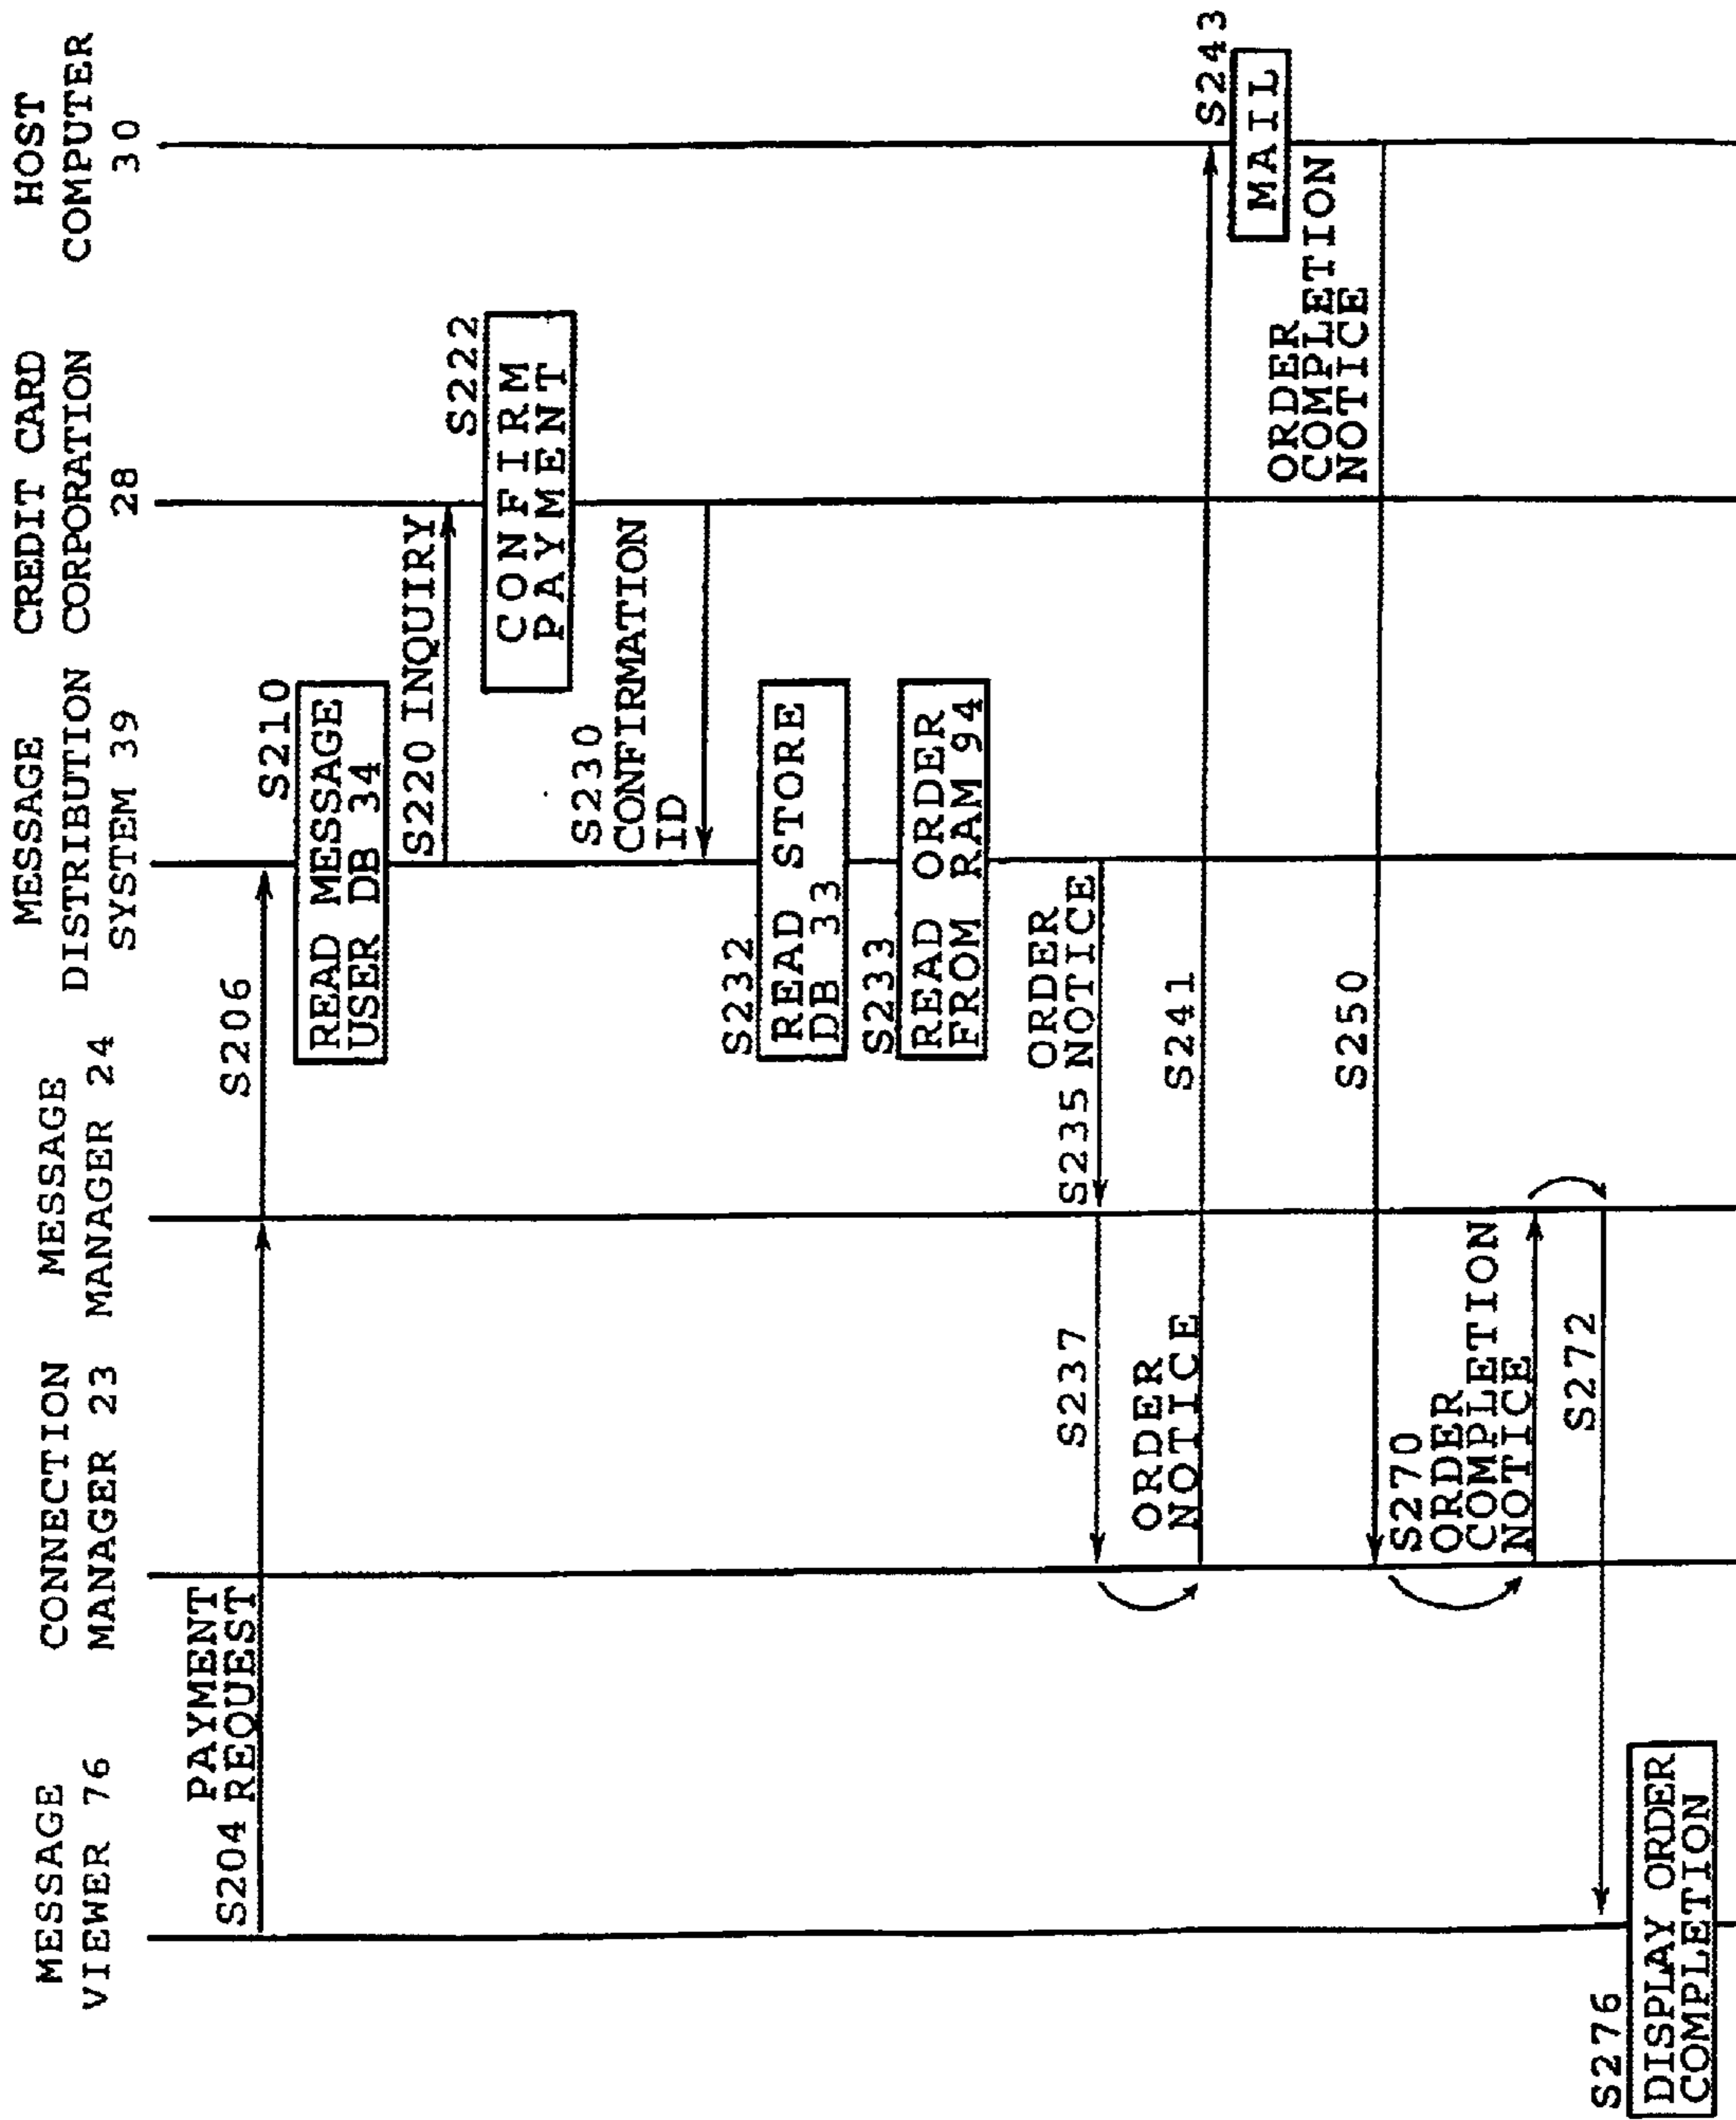 MESSAGE
VIEWER 76
CONNECTION
MANAGER 23
MESSAGE
MANAGER 24
MESSAGE
DISTRIBUTION
SYSTEM 39
CREDIT CARD
CORPORATION
28
HOST
COMPUTER
30
PAYMENT
S204 REQUEST
S206
S210
READ MESSAGE
USER DB 34
S220 INQUIRY
S222
CONFIRM
PAYMENT
S230
CONFIRMATION
ID
S232
READ STORE
DB 33
S233
READ ORDER
FROM RAM 94
ORDER
S235 NOTICE
S237
ORDER
NOTICE
S241
S243
MAIL
ORDER
COMPLETION
NOTICE
S250
S270
ORDER
COMPLETION
NOTICE
S272
S276
DISPLAY ORDER
COMPLETION